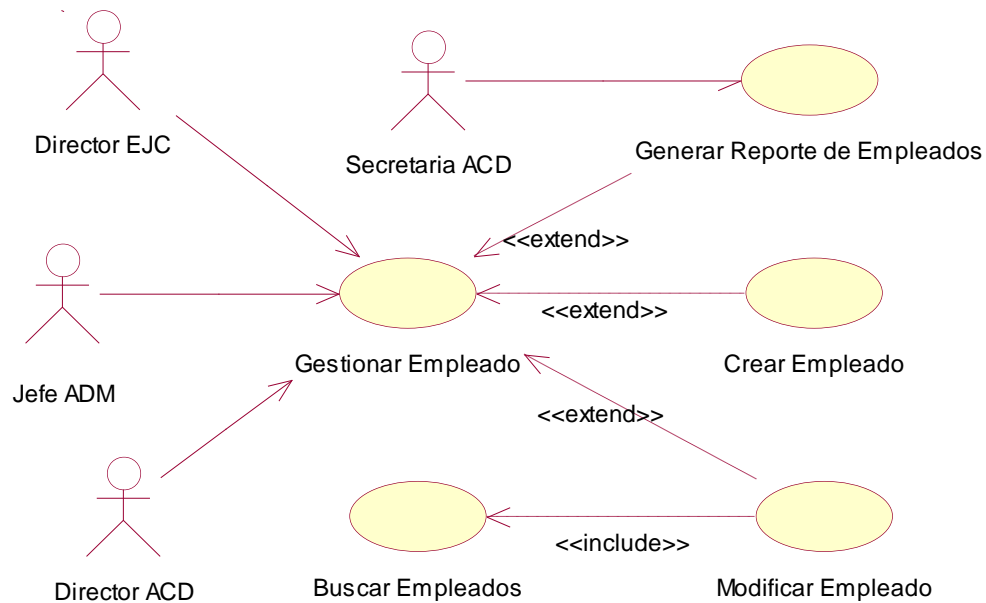 Director EJC
Secretaria ACD
Generar Reporte de Empleados
<<extend>>
<<extend>>
Jefe ADM
Gestionar Empleado
Crear Empleado
<<extend>>
<<include>>
Director ACD
Buscar Empleados
Modificar Empleado